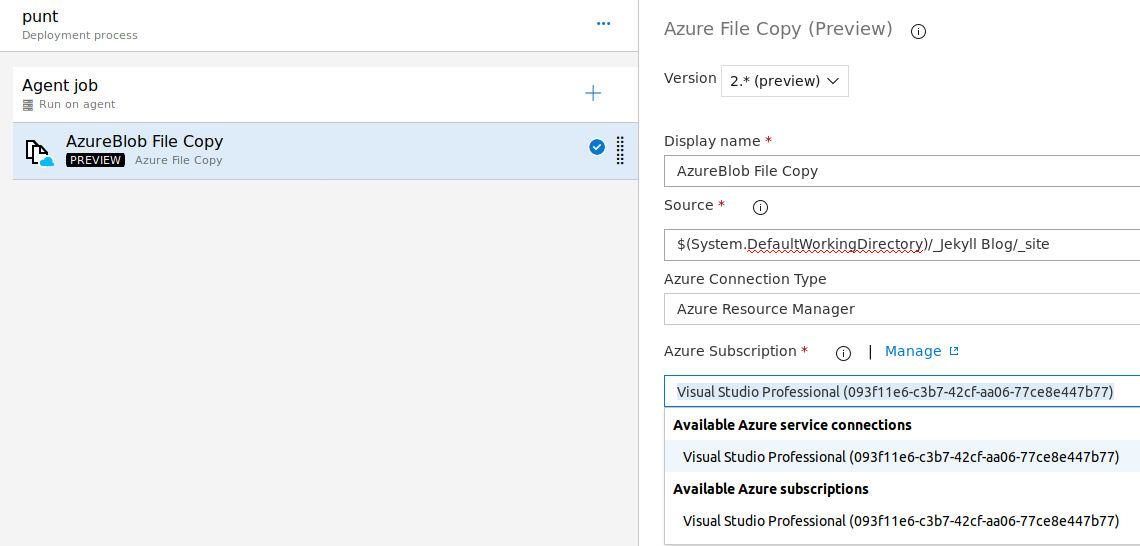 punt
Deployment process
Agent job
Run on agent
AzureBlob File Copy
PREVIEW Azure File Copy
Azure File Copy (Preview)
Version 2.* (preview)
Display name *
AzureBlob File Copy
Source *
$(System.DefaultWorkingDirectory)/_Jekyll Blog/_site
Azure Connection Type
Azure Resource Manager
Azure Subscription * | Manage
Visual Studio Professional (093f11e6-c3b7-42cf-aa06-77ce8e447b77)
Available Azure service connections
Visual Studio Professional (093f11e6-c3b7-42cf-aa06-77ce8e447b77)
Available Azure subscriptions
Visual Studio Professional (093f11e6-c3b7-42cf-aa06-77ce8e447b77)